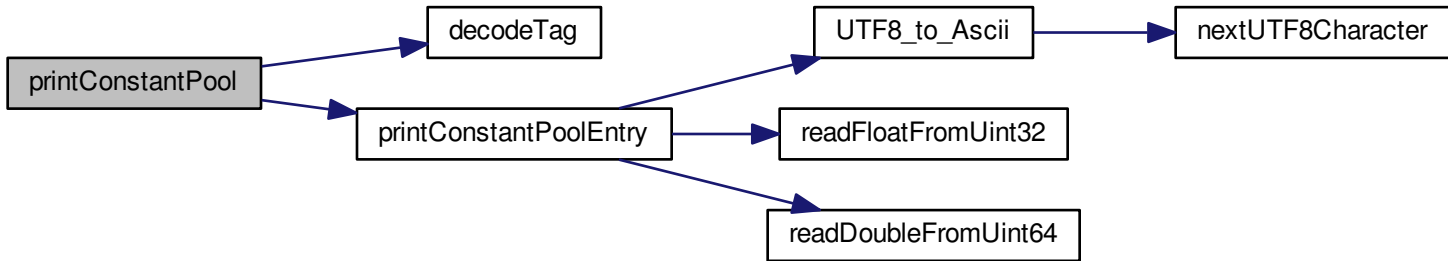 printConstantPool
decodeTag
printConstantPoolEntry
UTF8_to_Ascii
nextUTF8Character
readFloatFromUint32
readDoubleFromUint64